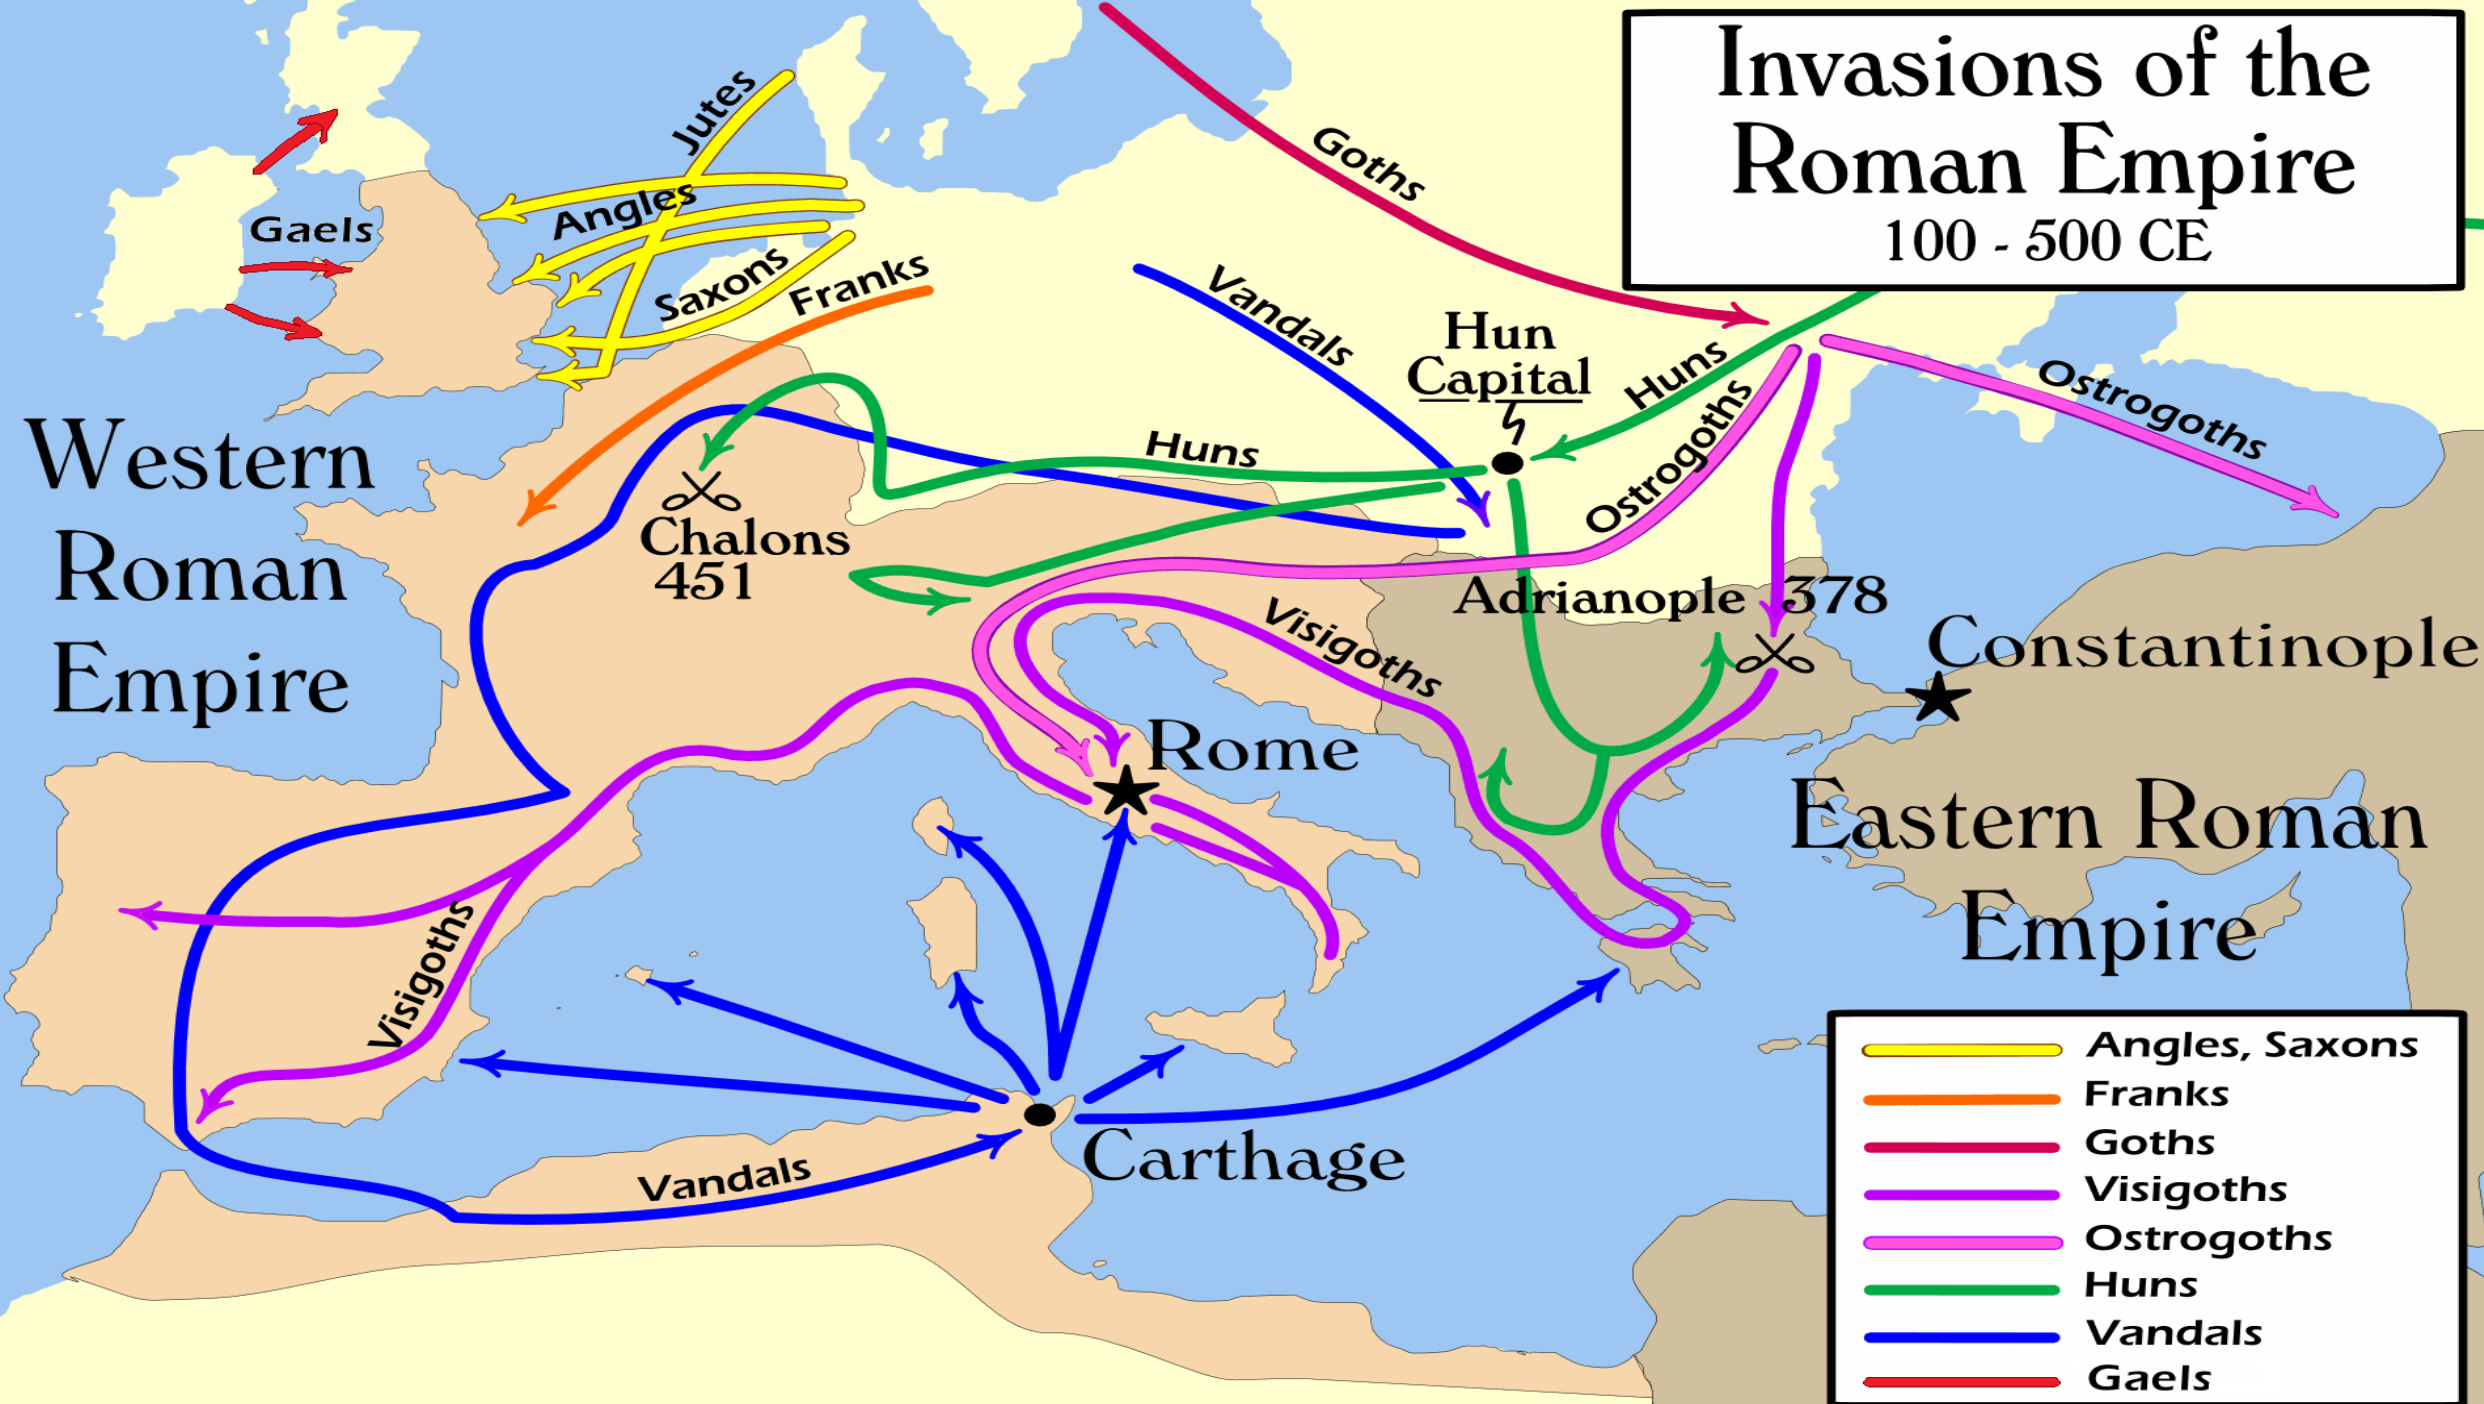 Invasions of the
Roman Empire
100 - 500 CE
Jutes
Angles
Saxons
Franks
Gaels
Goths
Vandals
Hun
Capital
Huns
Ostrogoths
Ostrogoths
Huns
Western
Roman
Empire
Chalons
451
Adrianople 378
Constantinople
Visigoths
Rome
Eastern Roman
Empire
Visigoths
Vandals
Carthage
Angles, Saxons
Franks
Goths
Visigoths
Ostrogoths
Huns
Vandals
Gaels